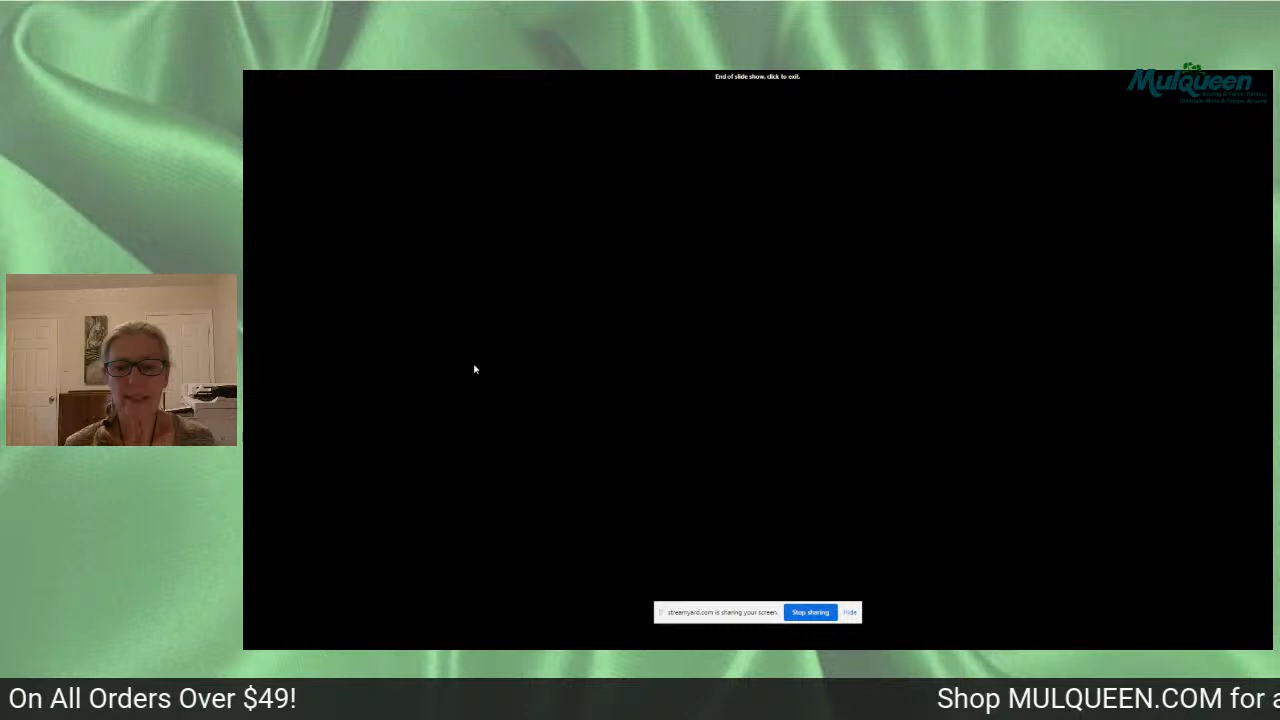 End of slide show, click to exit.
Mulqueen
streamyard.com is sharing your screen.
Stop sharing
Hide
On All Orders Over $49!
Shop MULQUEEN.COM for a